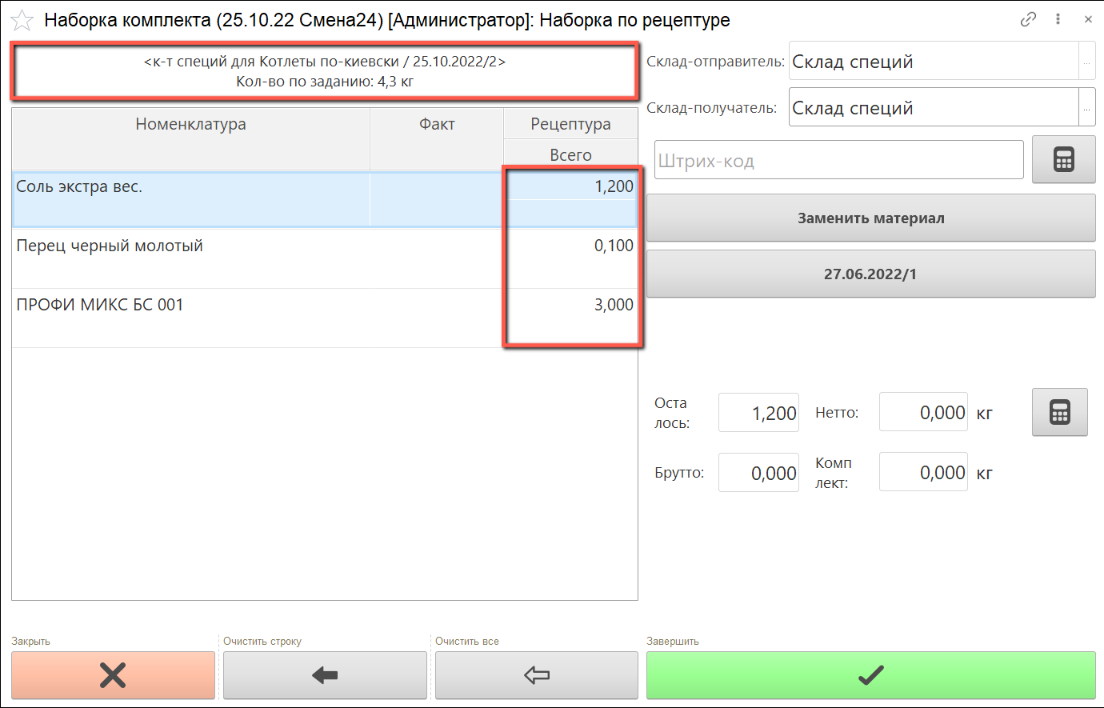 Наборка комплекта (25.10.22 Смена24) [Администратор]: Наборка по рецептуре
<к-т специй для Котлеты по-киевски / 25.10.2022/2>
Кол-во по заданию: 4,3 кг
Склад-отправитель: Склад специй ...
Склад-получатель: Склад специй ...
Номенклатура Факт Рецептура
Всего
Штрих-код
Соль экстра вес. 1,200
Заменить материал
Перец черный молотый 0,100
27.06.2022/1
ПРОФИ МИКС БС 001 3,000
Оста
лось: 1,200 Нетто: 0,000 кг
Брутто: 0,000 Комп
лект: 0,000 кг
Закрыть Очистить строку Очистить все Завершить